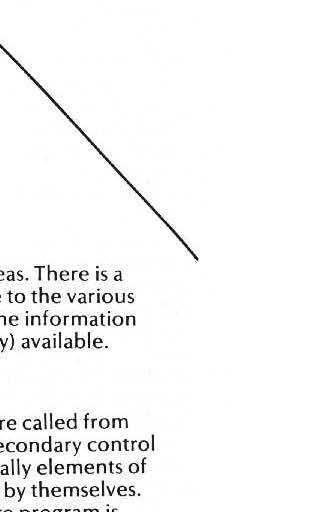 eas. There is a
to the various
he information
y) available.
re called from
econdary control
ally elements of
by themselves.
program is